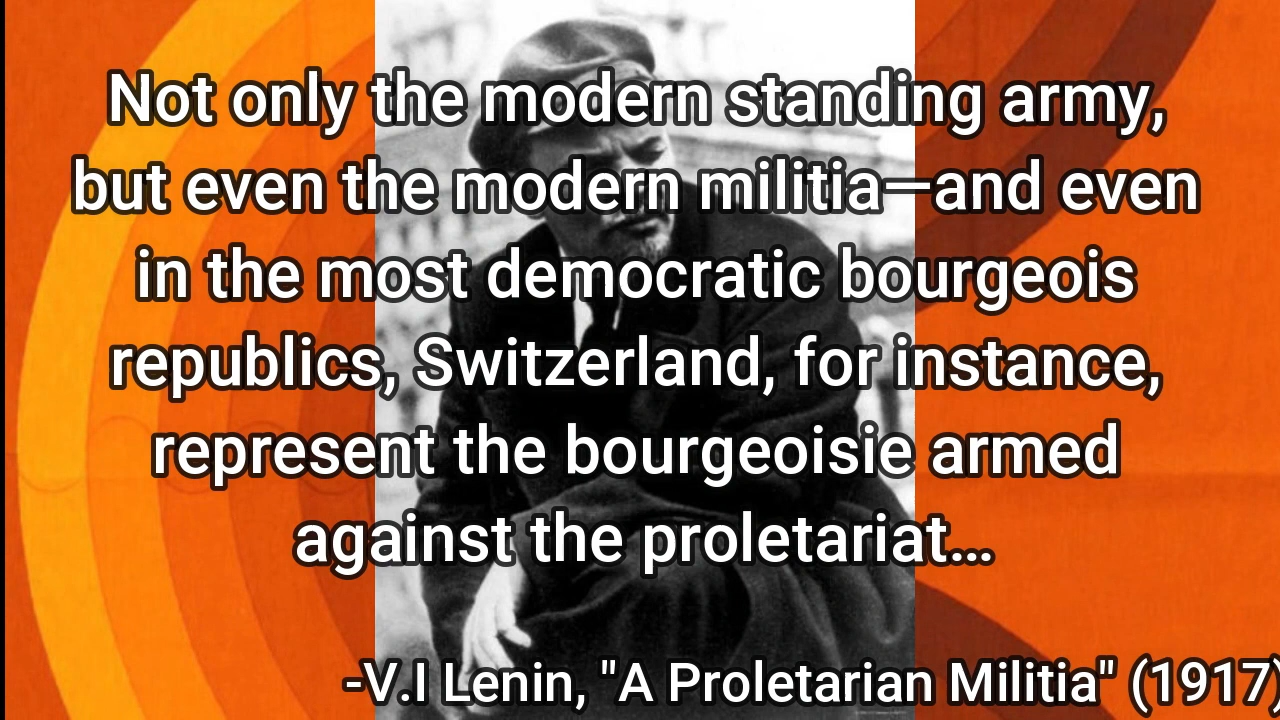 Not only the modern standing army,
but even the modern militia—and even
in the most democratic bourgeois
republics, Switzerland, for instance,
represent the bourgeoisie armed
against the proletariat…
-V.I Lenin, "A Proletarian Militia" (1917)